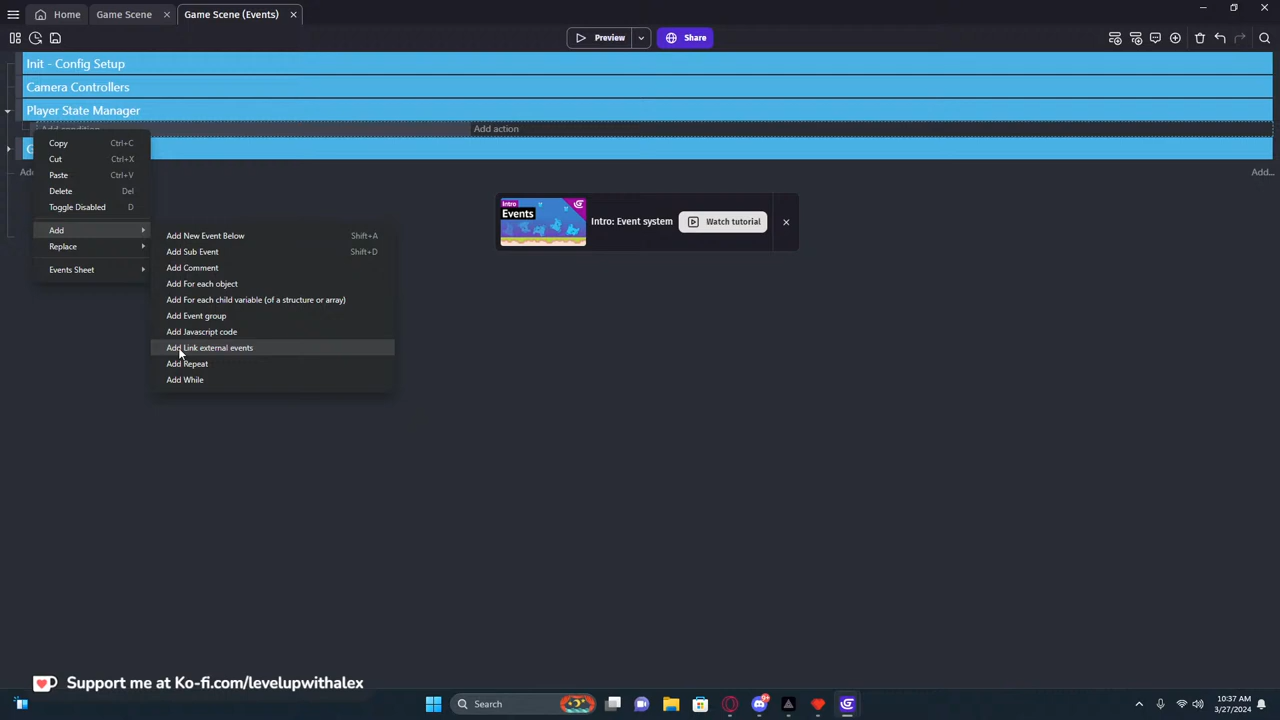 Home
Game Scene
Game Scene (Events)
Preview
Share
Init - Config Setup
Camera Controllers
Player State Manager
Add condition
Add action
Add...
Copy Ctrl+C
Cut Ctrl+X
Paste Ctrl+V
Delete Del
Toggle Disabled D
Add
Replace
Events Sheet
Add New Event Below Shift+A
Add Sub Event Shift+D
Add Comment
Add For each object
Add For each child variable (of a structure or array)
Add Event group
Add Javascript code
Add Link external events
Add Repeat
Add While
Intro
Events
Intro: Event system
Watch tutorial
Support me at Ko-fi.com/levelupwithalex
Search
10:37 AM
3/27/2024